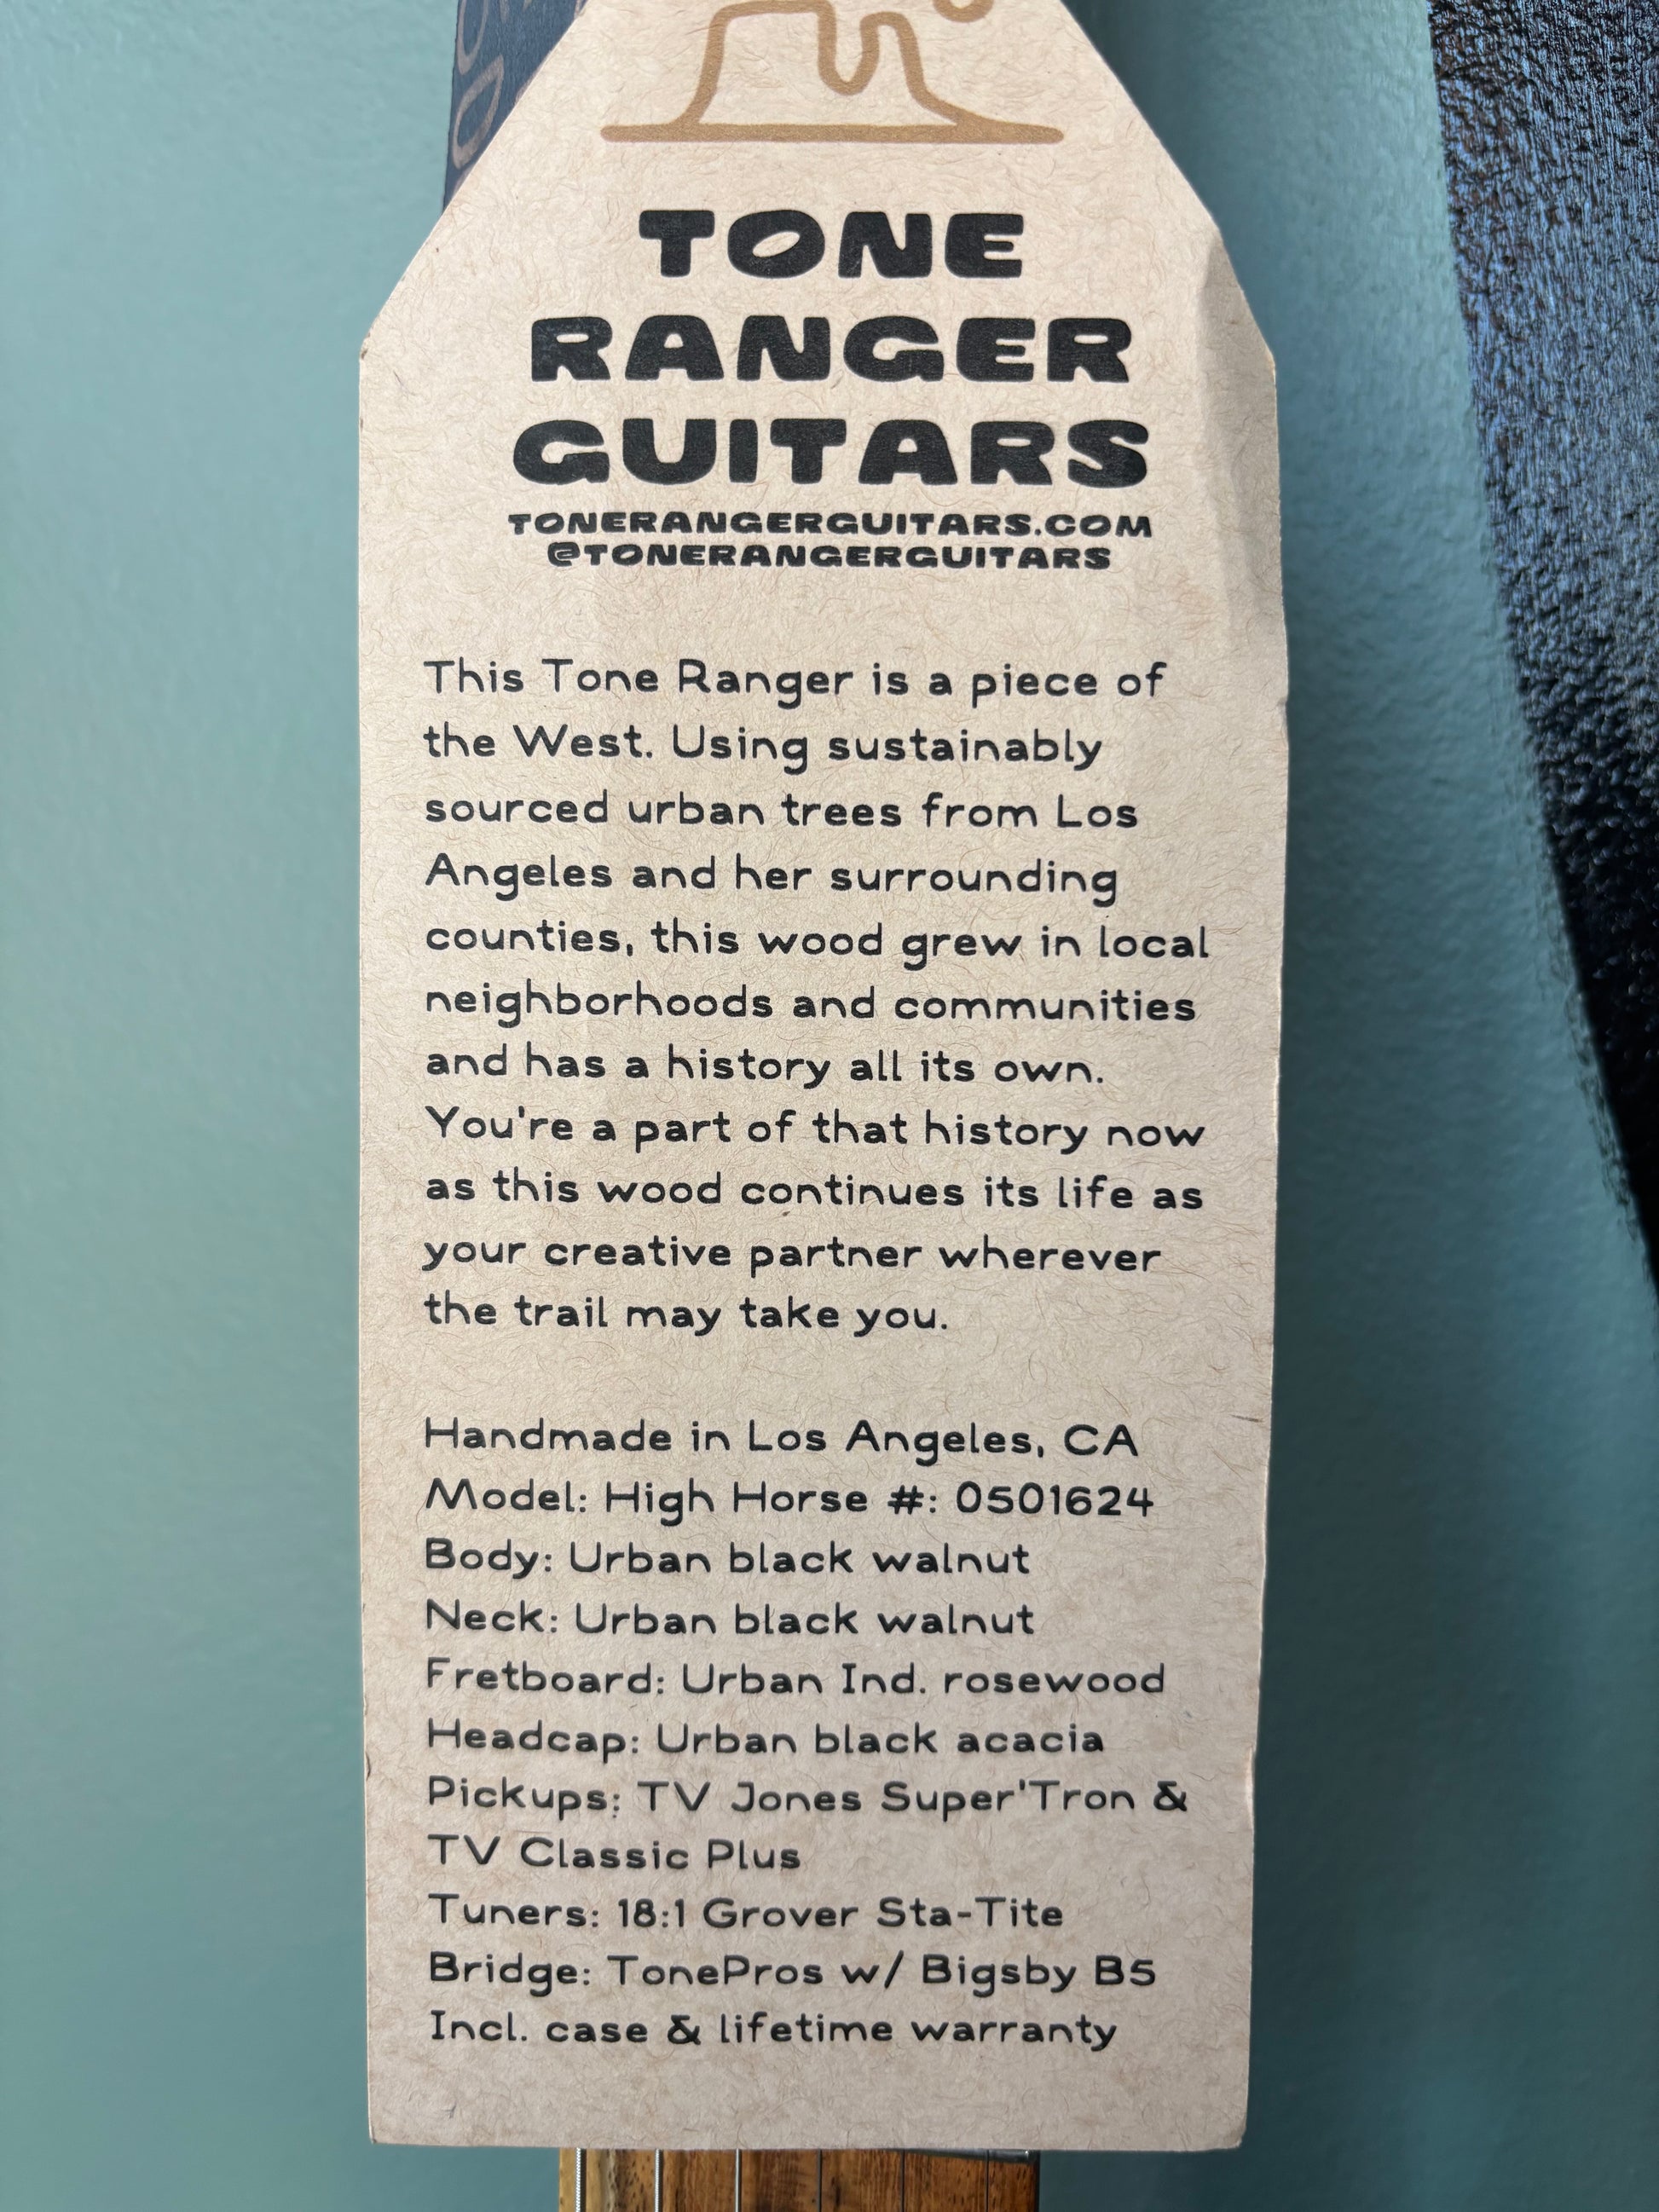 TONE
RANGER
GUITARS
TONERANGERGUITARS.COM
@TONERANGERGUITARS
This Tone Ranger is a piece of
the West. Using sustainably
sourced urban trees from Los
Angeles and her surrounding
counties, this wood grew in local
neighborhoods and communities
and has a history all its own.
You're a part of that history now
as this wood continues its life as
your creative partner wherever
the trail may take you.
Handmade in Los Angeles, CA
Model: High Horse #: 0501624
Body: Urban black walnut
Neck: Urban black walnut
Fretboard: Urban Ind. rosewood
Headcap: Urban black acacia
Pickups: TV Jones Super'Tron &
TV Classic Plus
Tuners: 18:1 Grover Sta-Tite
Bridge: TonePros w/ Bigsby B5
Incl. case & lifetime warranty